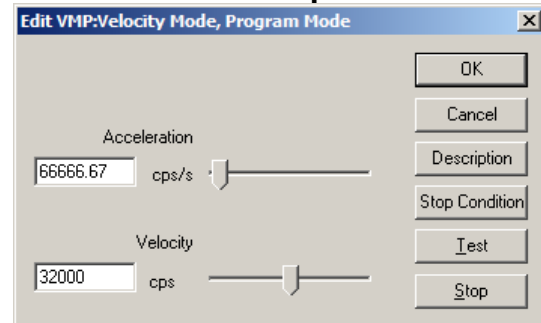 Edit VMP:Velocity Mode, Program Mode
OK
Cancel
Acceleration
66666.67 cps/s
Description
Stop Condition
Velocity
Test
32000 cps
Stop